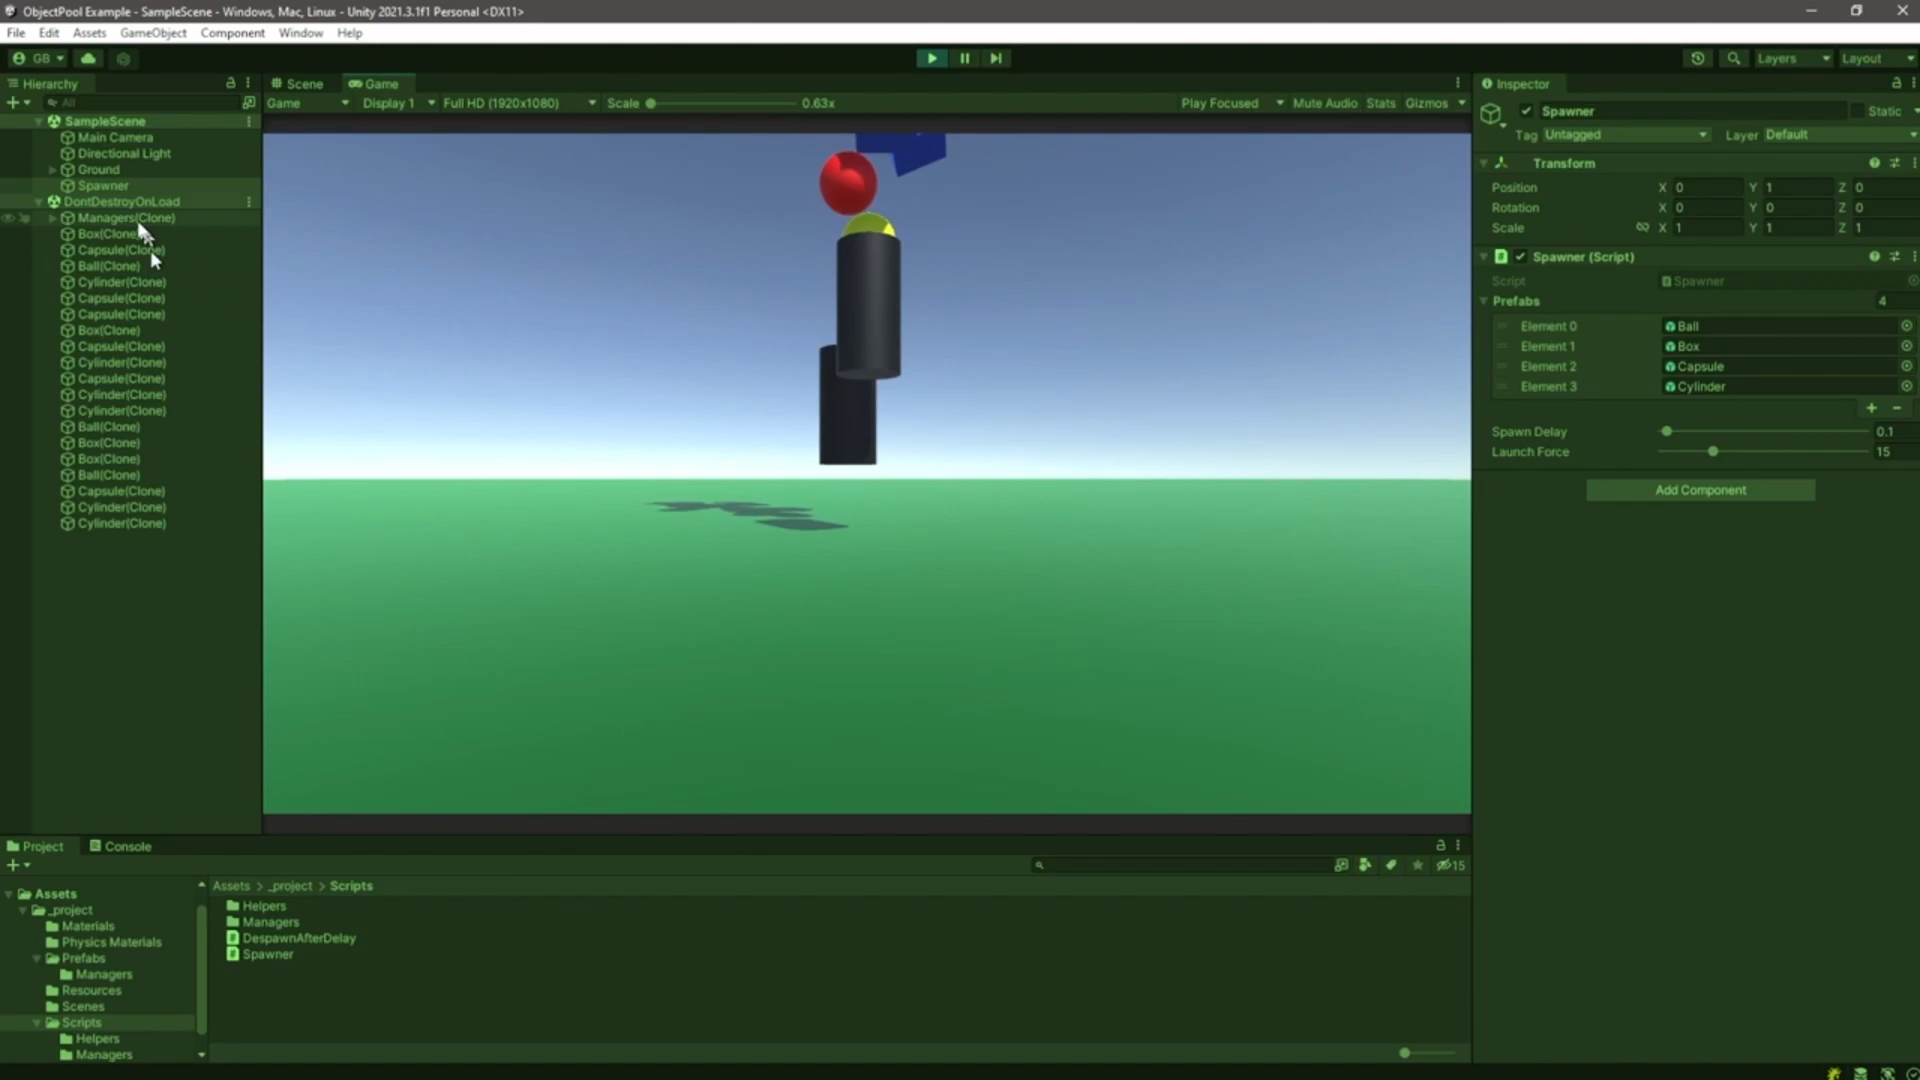 ObjectPool Example - SampleScene - Windows, Mac, Linux - Unity 2021.3.1f1 Personal <DX11>
File Edit Assets GameObject Component Window Help
GB Layers Layout
Hierarchy
All
SampleScene
Main Camera
Directional Light
Ground
Spawner
DontDestroyOnLoad
Managers(Clone)
Box(Clone)
Capsule(Clone)
Ball(Clone)
Cylinder(Clone)
Capsule(Clone)
Capsule(Clone)
Box(Clone)
Capsule(Clone)
Cylinder(Clone)
Capsule(Clone)
Cylinder(Clone)
Cylinder(Clone)
Ball(Clone)
Box(Clone)
Box(Clone)
Ball(Clone)
Capsule(Clone)
Cylinder(Clone)
Cylinder(Clone)
Scene Game
Game Display 1 Full HD (1920x1080) Scale 0.63x Play Focused Mute Audio Stats Gizmos
Inspector
Spawner Static
Tag Untagged Layer Default
Transform
Position X 0 Y 1 Z 0
Rotation X 0 Y 0 Z 0
Scale X 1 Y 1 Z 1
Spawner (Script)
Script Spawner
Prefabs 4
Element 0 Ball
Element 1 Box
Element 2 Capsule
Element 3 Cylinder
+ -
Spawn Delay 0.1
Launch Force 15
Add Component
Project Console
15
Assets
_project
Materials
Physics Materials
Prefabs
Managers
Resources
Scenes
Scripts
Helpers
Managers
Assets > _project > Scripts
Helpers
Managers
DespawnAfterDelay
Spawner